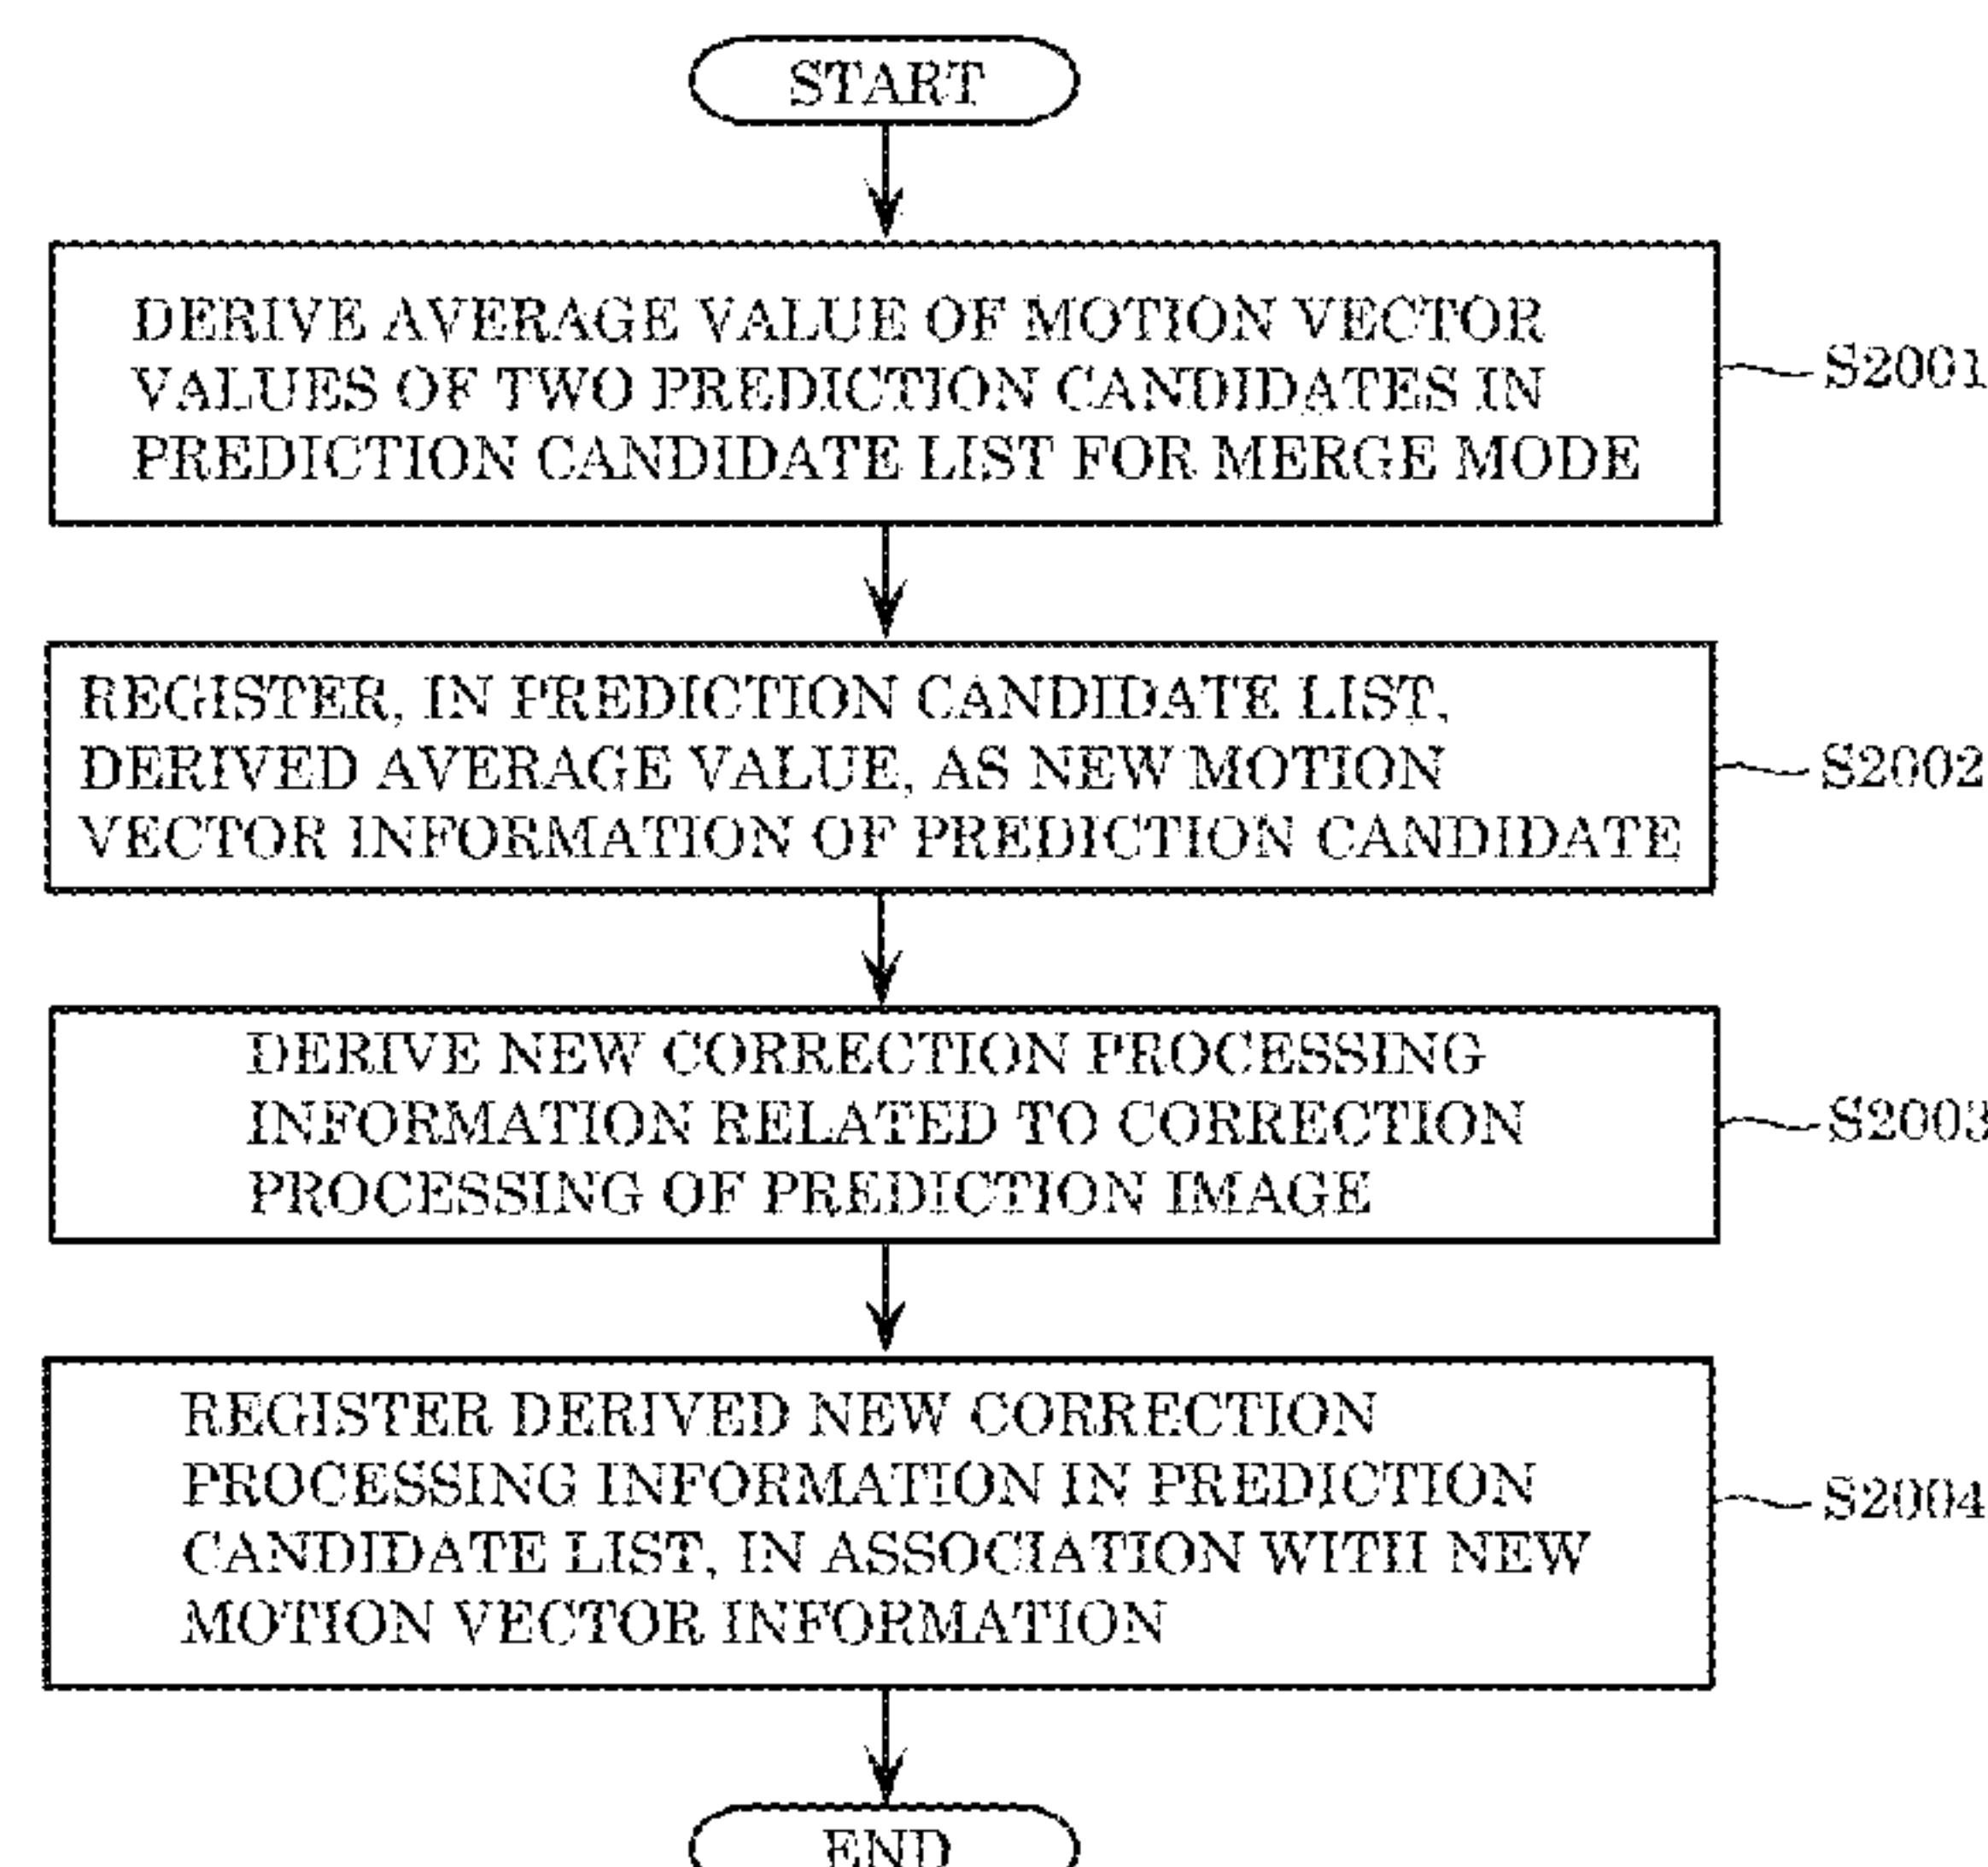 START
DERIVE AVERAGE VALUE OF MOTION VECTOR
VALUES OF TWO PREDICTION CANDIDATES IN
PREDICTION CANDIDATE LIST FOR MERGE MODE
S2001
REGISTER, IN PREDICTION CANDIDATE LIST,
DERIVED AVERAGE VALUE, AS NEW MOTION
VECTOR INFORMATION OF PREDICTION CANDIDATE
S2002
DERIVE NEW CORRECTION PROCESSING
INFORMATION RELATED TO CORRECTION
PROCESSING OF PREDICTION IMAGE
S2003
REGISTER DERIVED NEW CORRECTION
PROCESSING INFORMATION IN PREDICTION
CANDIDATE LIST, IN ASSOCIATION WITH NEW
MOTION VECTOR INFORMATION
S2004
END